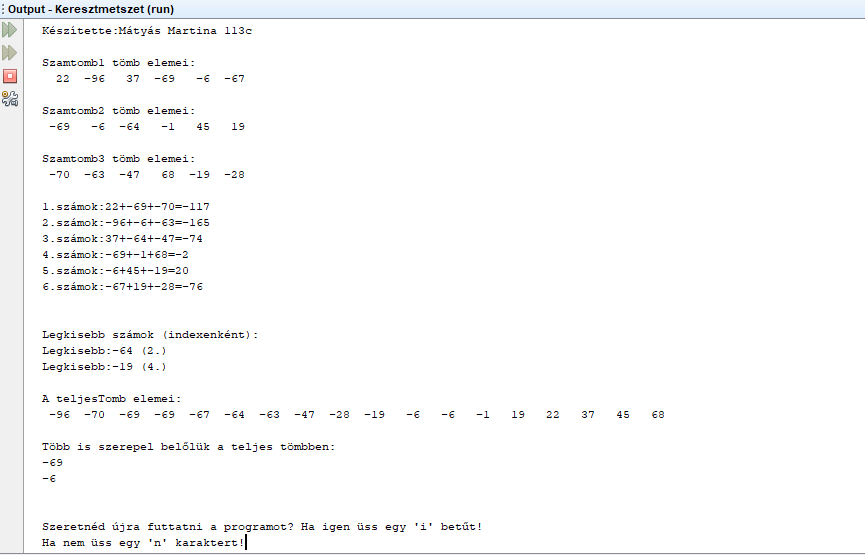 Output - Keresztmetszet (run)
Készítette:Mátyás Martina 113c
Szamtomb1 tömb elemei:
22 -96 37 -69 -6 -67
Szamtomb2 tömb elemei:
-69 -6 -64 -1 45 19
Szamtomb3 tömb elemei:
-70 -63 -47 68 -19 -28
1.számok:22+-69+-70=-117
2.számok:-96+-6+-63=-165
3.számok:37+-64+-47=-74
4.számok:-69+-1+68=-2
5.számok:-6+45+-19=20
6.számok:-67+19+-28=-76
Legkisebb számok (indexenként):
Legkisebb:-64 (2.)
Legkisebb:-19 (4.)
A teljesTomb elemei:
-96 -70 -69 -69 -67 -64 -63 -47 -28 -19 -6 -6 -1 19 22 37 45 68
Több is szerepel belőlük a teljes tömbben:
-69
-6
Szeretnéd újra futtatni a programot? Ha igen üss egy 'i' betűt!
Ha nem üss egy 'n' karaktert!